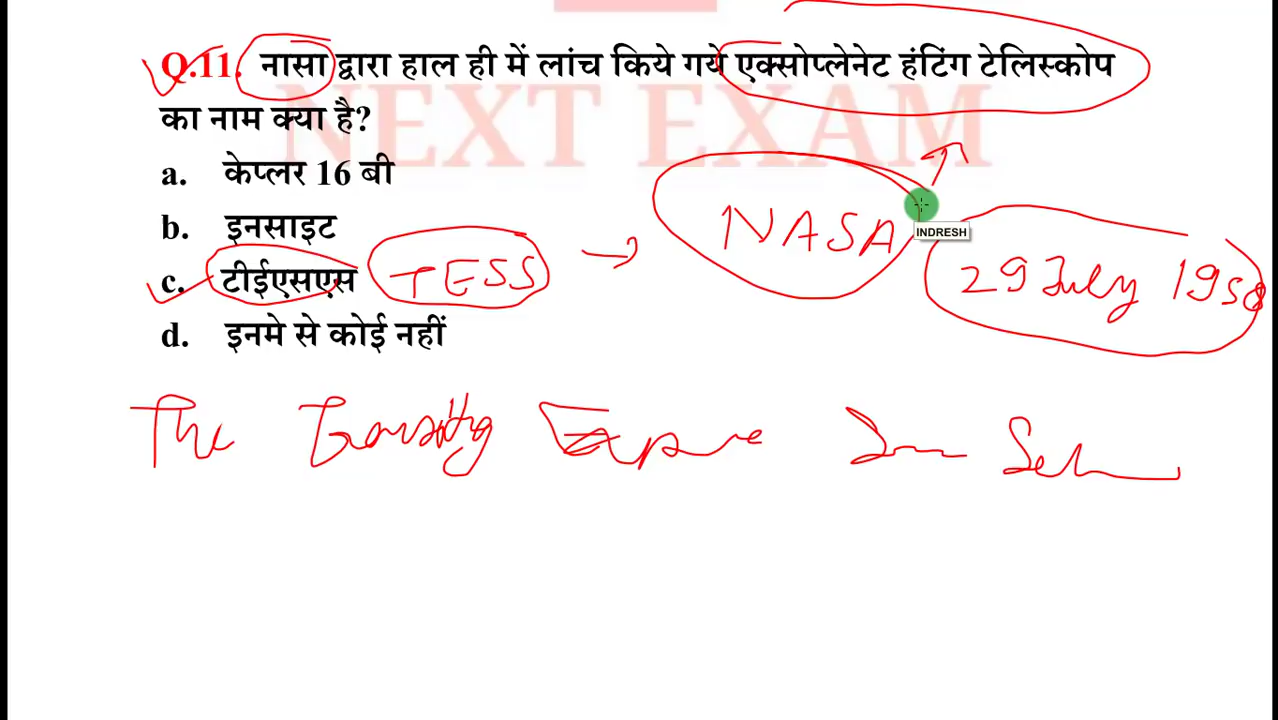 Q.11. नासा द्वारा हाल ही में लांच किये गये एक्सोप्लेनेट हंटिंग टेलिस्कोप
का नाम क्या है?
NEXT EXAM
a. केप्लर 16 बी
b. इनसाइट
NASA
INDRESH
c. टीईएसएस TESS
29 July 1958
d. इनमे से कोई नहीं
The